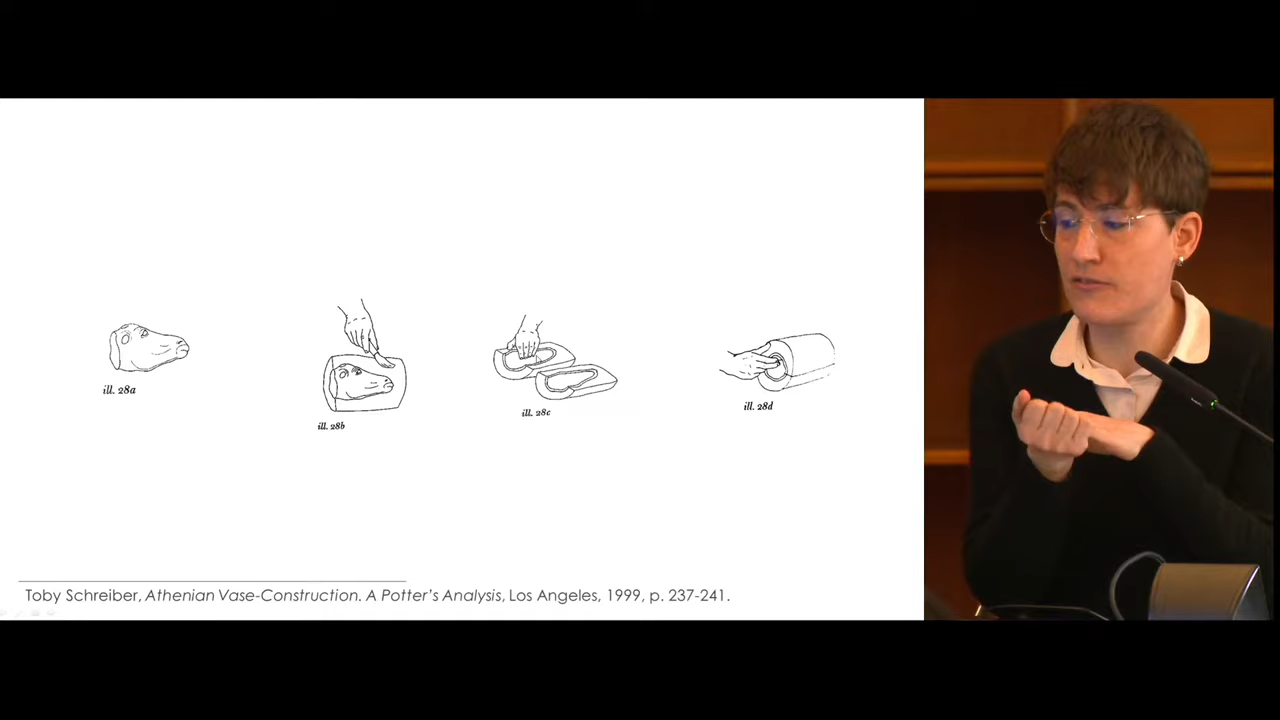 ill. 28a
ill. 28b
ill. 28c
ill. 28d
Toby Schreiber, Athenian Vase-Construction. A Potter's Analysis, Los Angeles, 1999, p. 237-241.